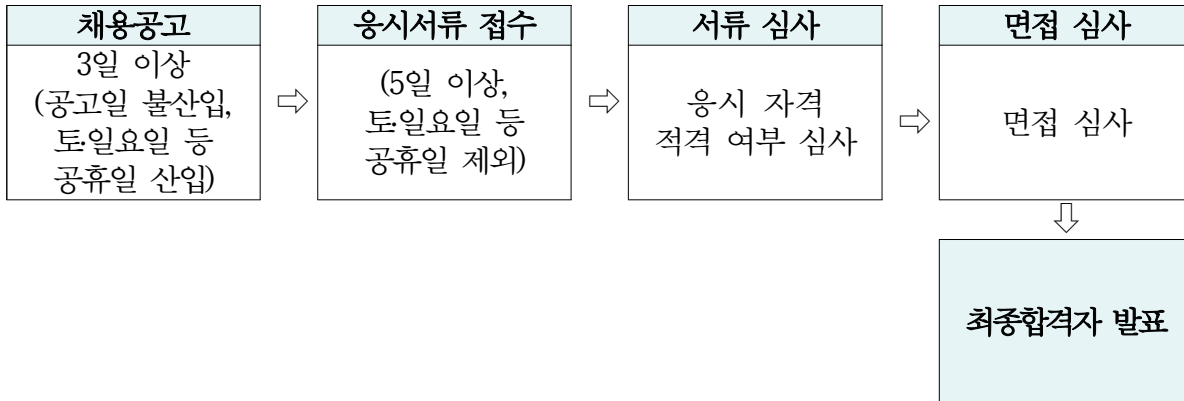 채용공고
3일 이상
(공고일 불산입,
토·일요일 등
공휴일 산입)
⇨
응시서류 접수
(5일 이상,
토·일요일 등
공휴일 제외)
⇨
서류 심사
응시 자격
적격 여부 심사
⇨
면접 심사
면접 심사
⇩
최종합격자 발표